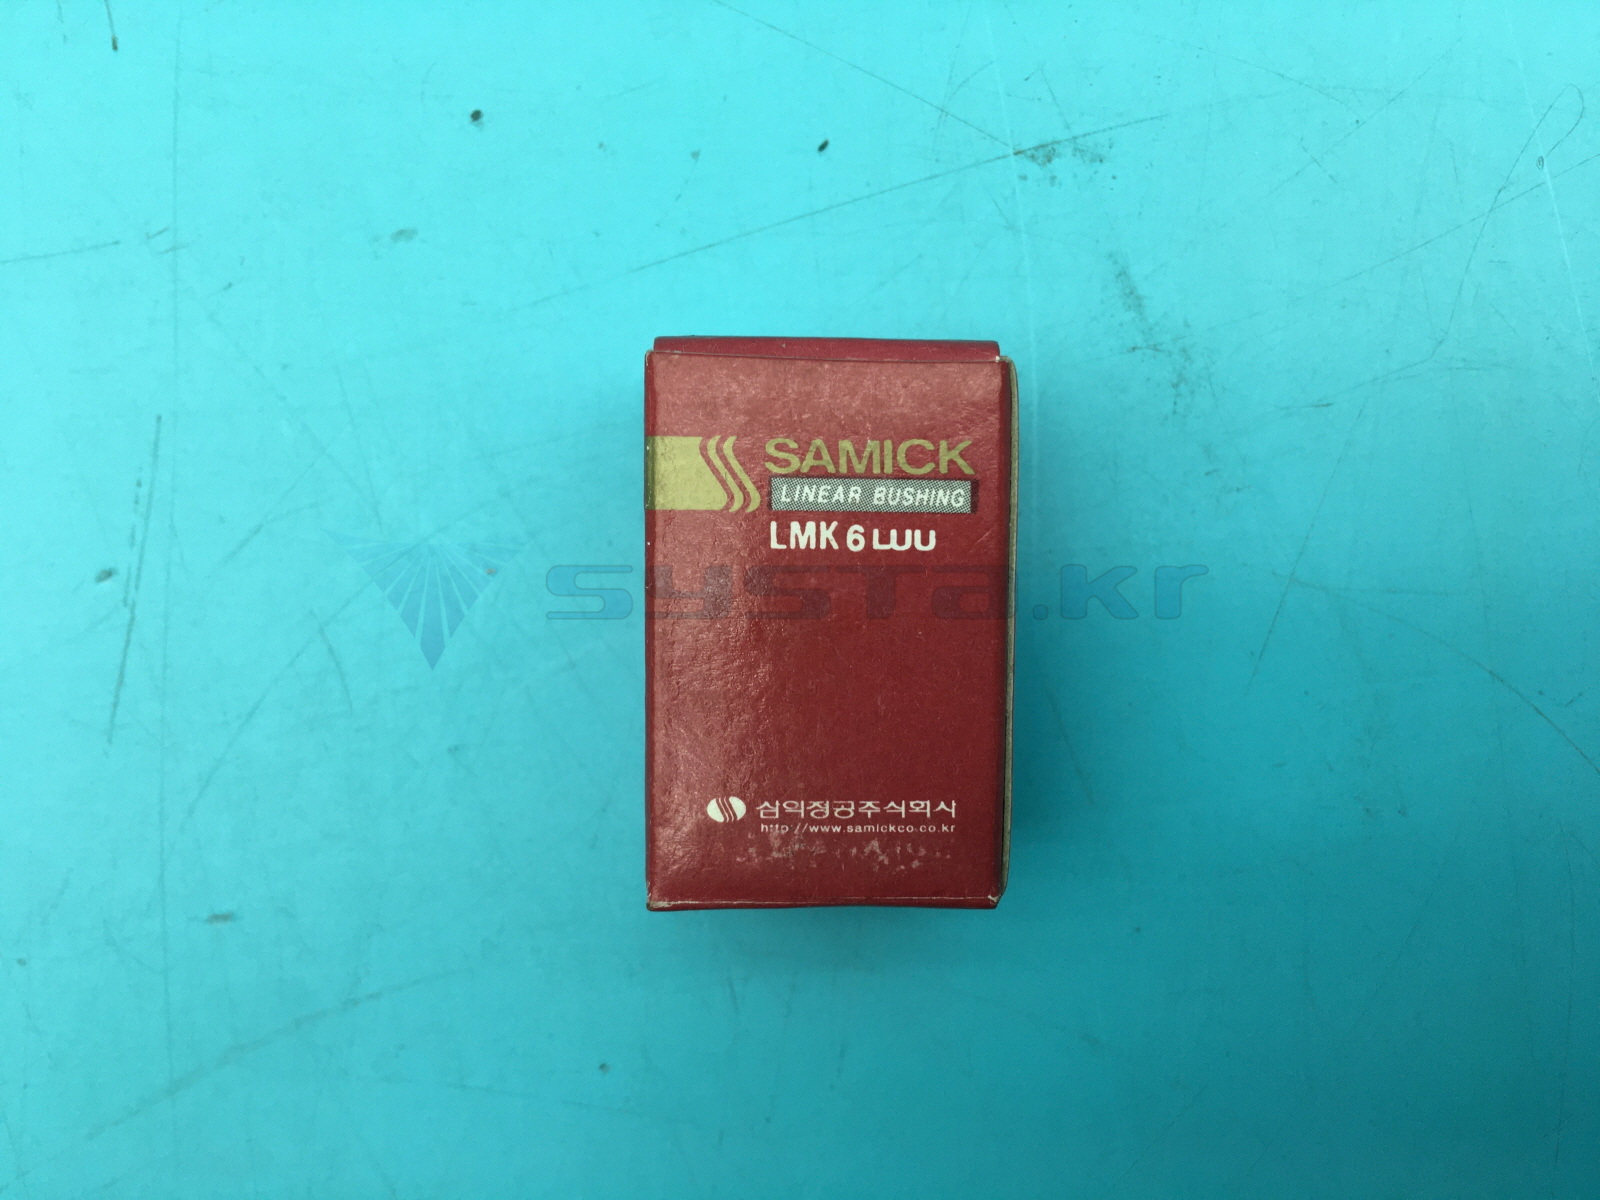 SAMICK
LINEAR BUSHING
LMK 6 LUU
systa.kr
삼익정공주식회사
http://www.samickco.co.kr